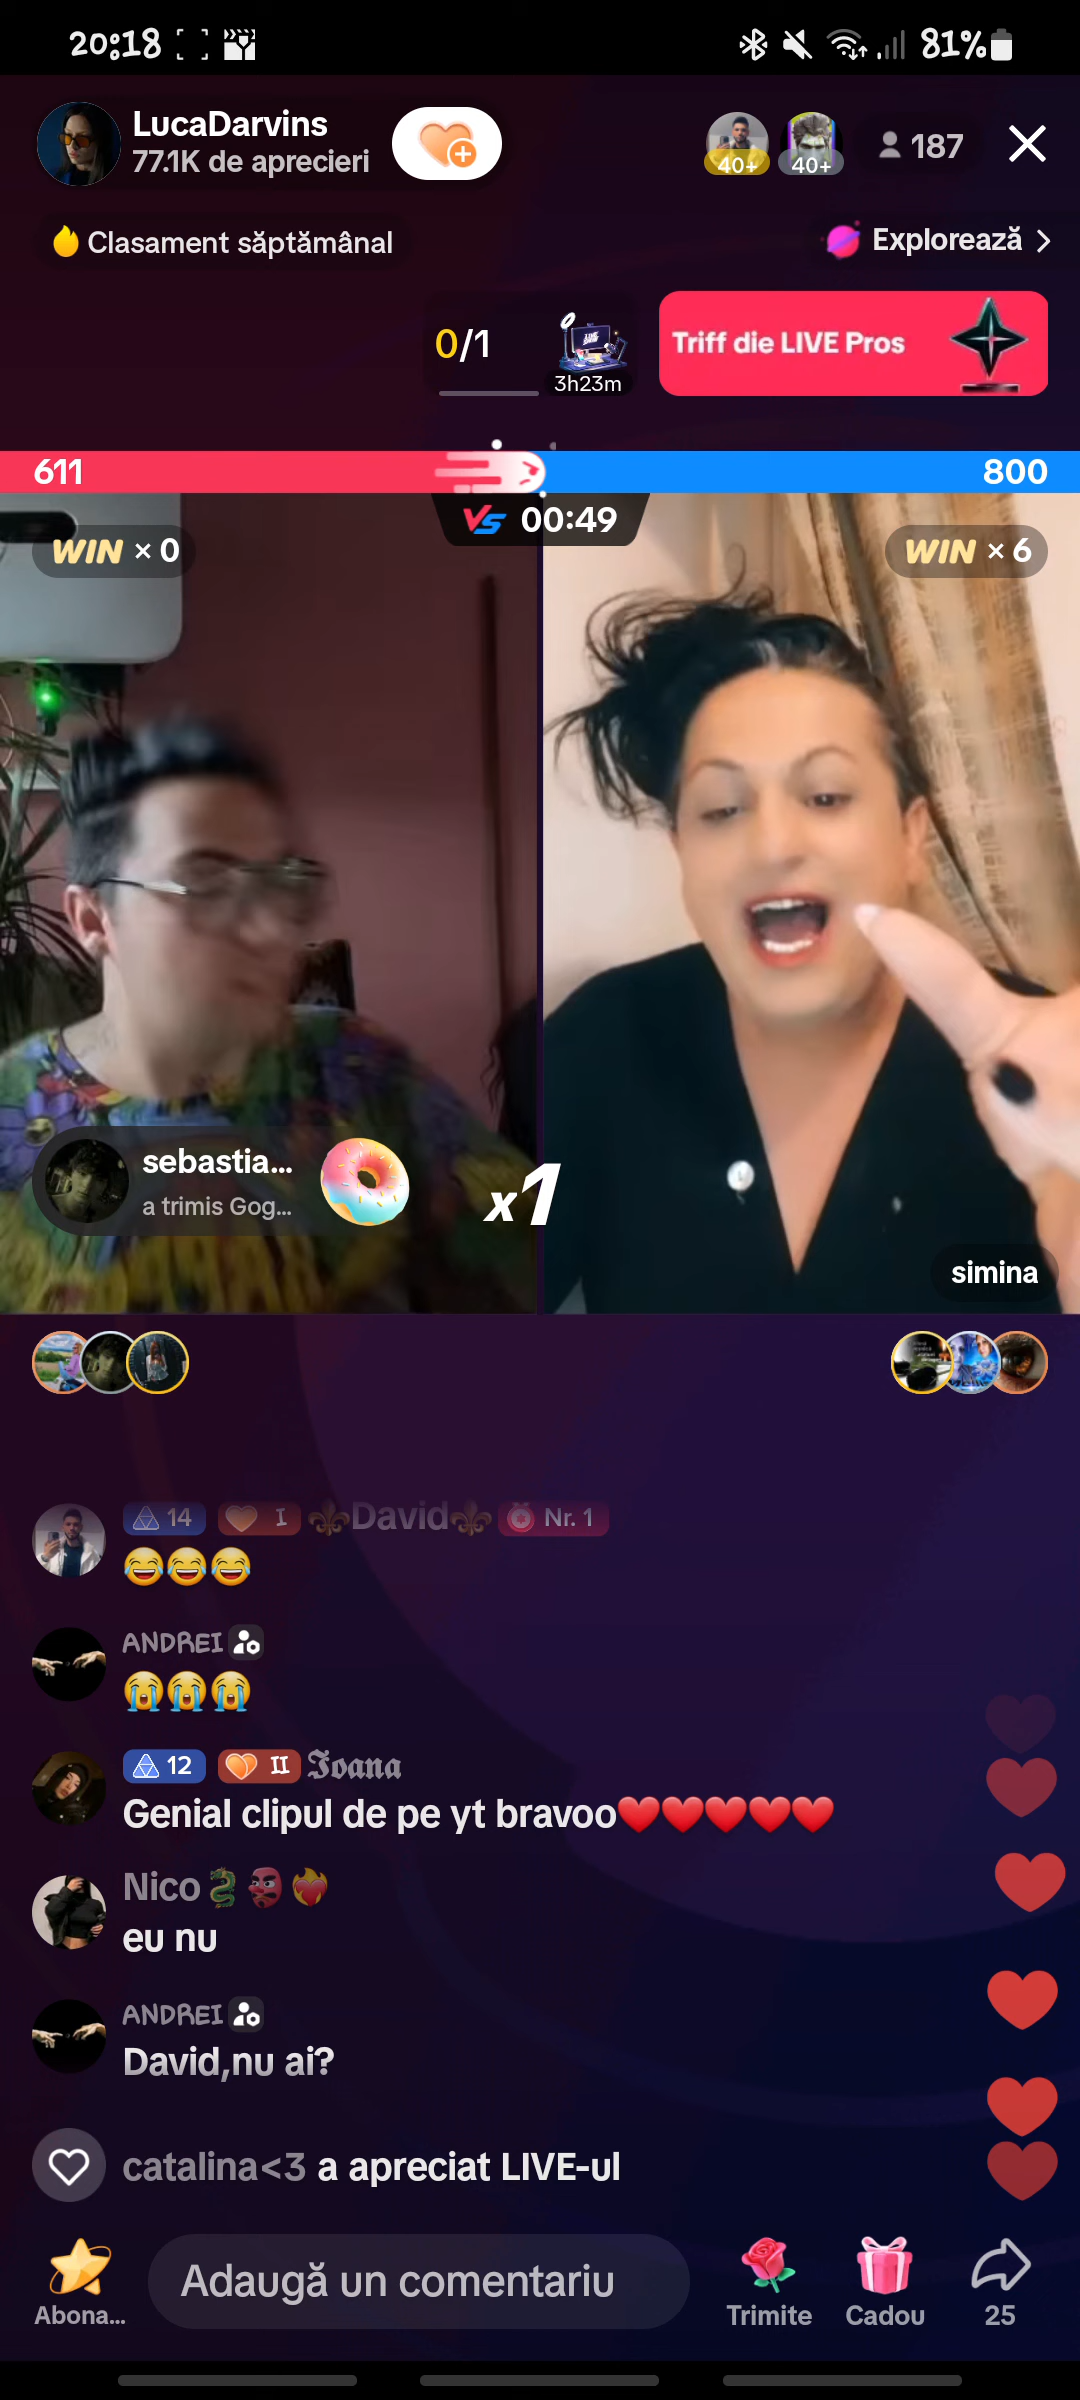 20:18
81%
LucaDarvins
77.1K de aprecieri
40+
40+
187
Clasament săptămânal
Explorează
0/1
3h23m
Triff die LIVE Pros
611
800
VS 00:49
WIN × 0
WIN × 6
sebastia...
a trimis Gog...
x1
simina
14 I David Nr. 1
😂😂😂
ANDREI
😭😭😭
12 II 𝕴𝖔𝖆𝖓𝖆
Genial clipul de pe yt bravoo❤️❤️❤️❤️❤️
Nico🐉👺❤️‍🔥
eu nu
ANDREI
David,nu ai?
catalina<3 a apreciat LIVE-ul
Abona...
Adaugă un comentariu
Trimite
Cadou
25